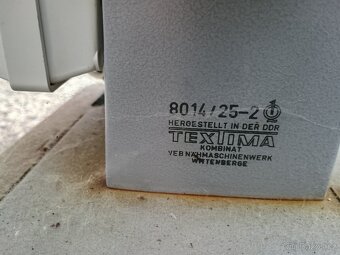 8014/25-2
HERGESTELLT IN DER DDR
TEXTIMA
KOMBINAT
VEB NÄHMASCHINENWERK
WITTENBERGE